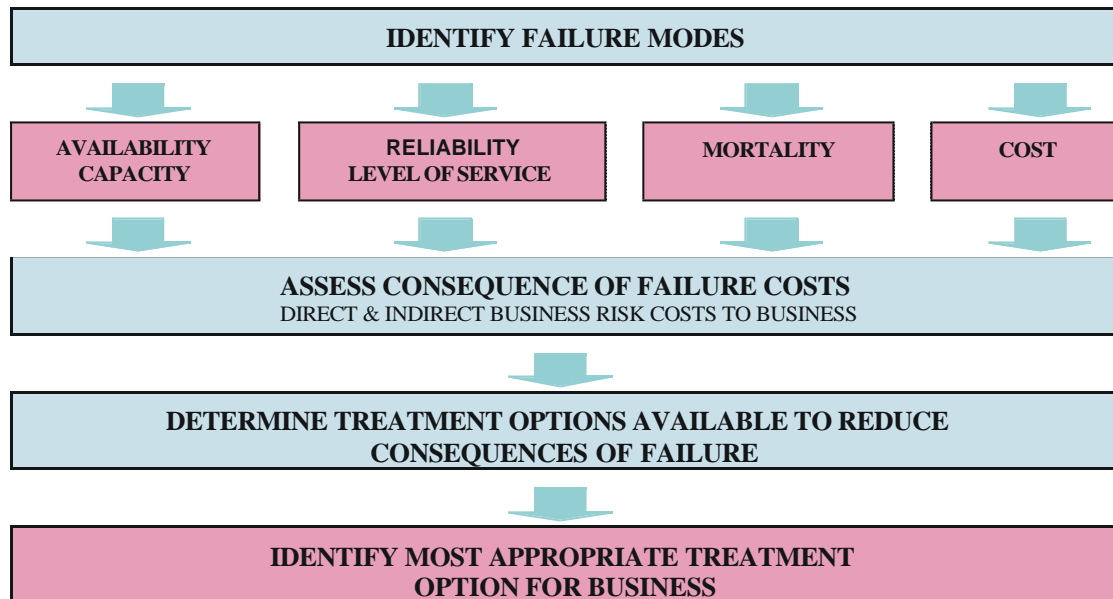 IDENTIFY FAILURE MODES
AVAILABILITY
CAPACITY
RELIABILITY
LEVEL OF SERVICE
MORTALITY
COST
ASSESS CONSEQUENCE OF FAILURE COSTS
DIRECT & INDIRECT BUSINESS RISK COSTS TO BUSINESS
DETERMINE TREATMENT OPTIONS AVAILABLE TO REDUCE
CONSEQUENCES OF FAILURE
IDENTIFY MOST APPROPRIATE TREATMENT
OPTION FOR BUSINESS